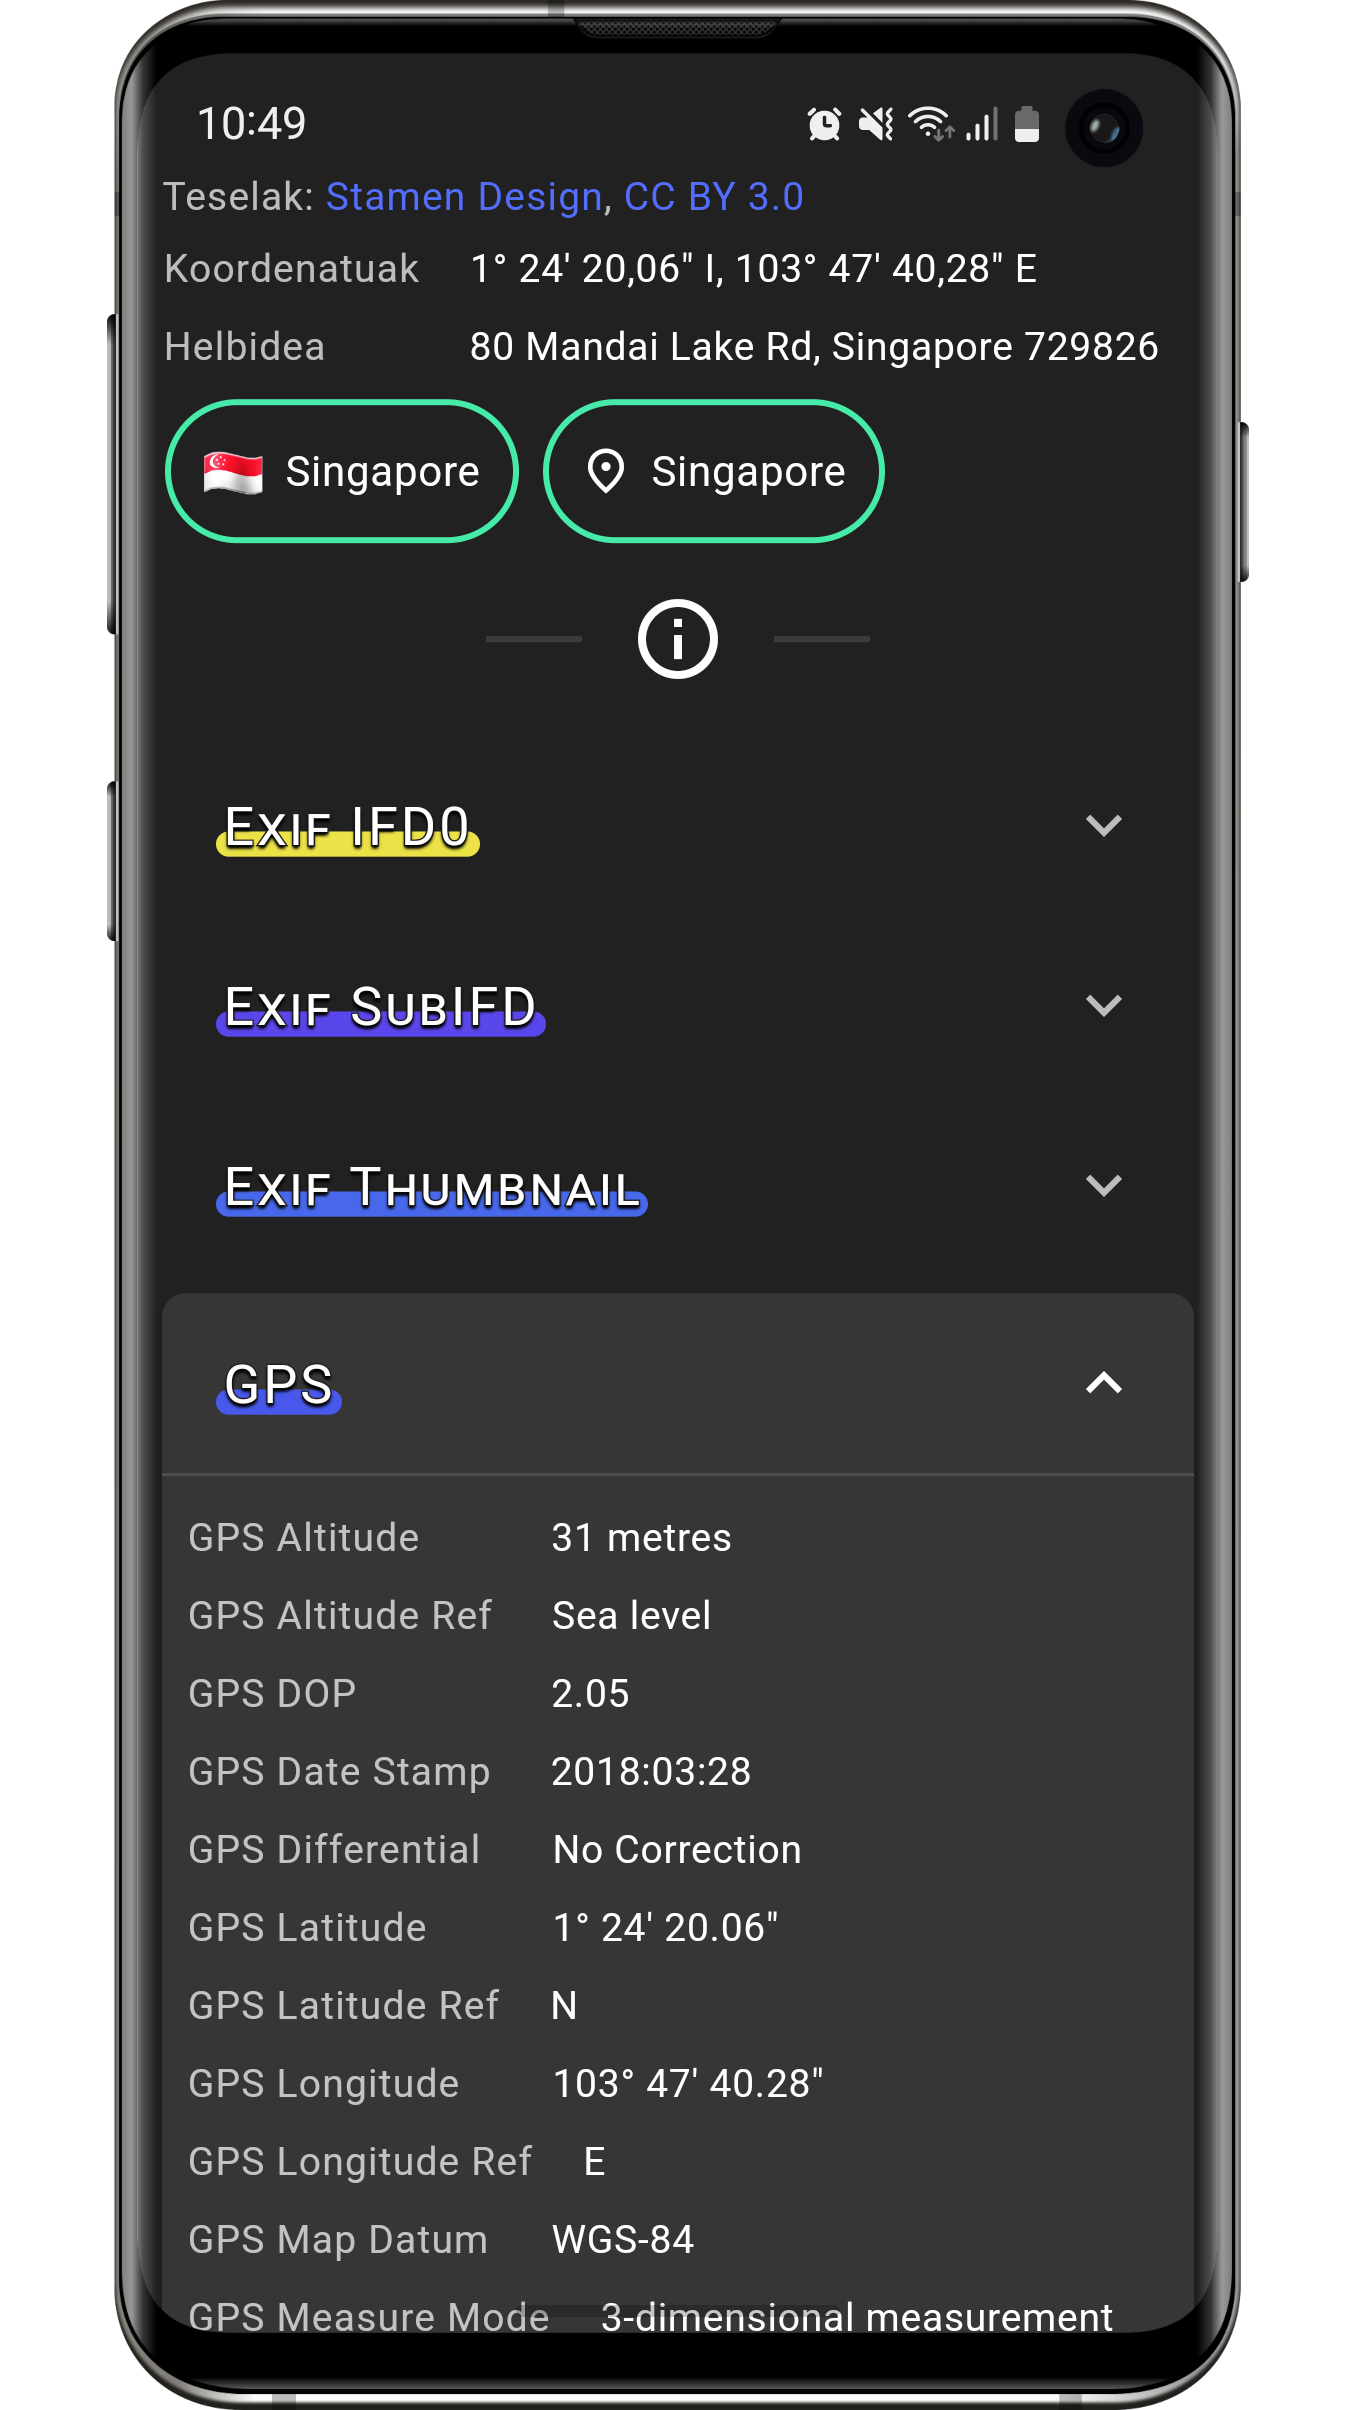 10:49
Teselak: Stamen Design, CC BY 3.0
Koordenatuak 1° 24' 20,06" I, 103° 47' 40,28" E
Helbidea 80 Mandai Lake Rd, Singapore 729826
Singapore Singapore
Exif IFD0
Exif SubIFD
Exif Thumbnail
GPS
GPS Altitude 31 metres
GPS Altitude Ref Sea level
GPS DOP 2.05
GPS Date Stamp 2018:03:28
GPS Differential No Correction
GPS Latitude 1° 24' 20.06"
GPS Latitude Ref N
GPS Longitude 103° 47' 40.28"
GPS Longitude Ref E
GPS Map Datum WGS-84
GPS Measure Mode 3-dimensional measurement